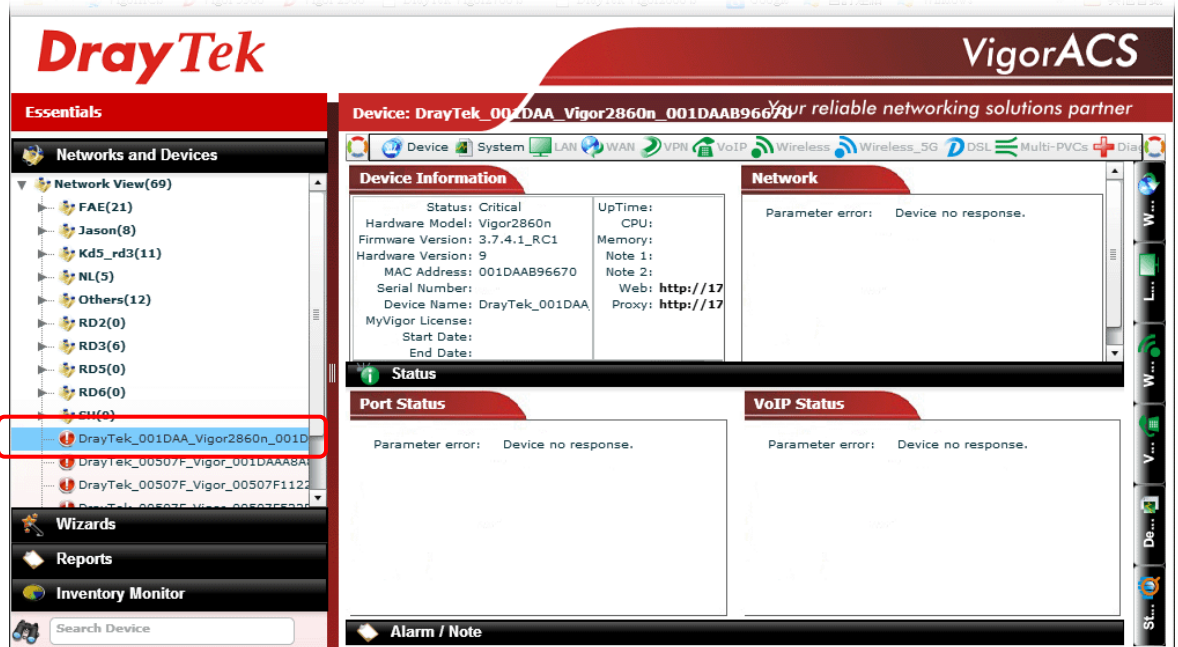 DrayTek
VigorACS
Your reliable networking solutions partner
Essentials
Device: DrayTek_001DAA_Vigor2860n_001DAAB96670
Networks and Devices
Network View(69)
FAE(21)
Jason(8)
Kd5_rd3(11)
NL(5)
Others(12)
RD2(0)
RD3(6)
RD5(0)
RD6(0)
SH(0)
DrayTek_001DAA_Vigor2860n_001D
DrayTek_00507F_Vigor_001DAAA8A
DrayTek_00507F_Vigor_00507F1122
Wizards
Reports
Inventory Monitor
Search Device
Device System LAN WAN VPN VoIP Wireless Wireless_5G DSL Multi-PVCs Diag
Device Information
Status: Critical
Hardware Model: Vigor2860n
Firmware Version: 3.7.4.1_RC1
Hardware Version: 9
MAC Address: 001DAAB96670
Serial Number:
Device Name: DrayTek_001DAA
MyVigor License:
Start Date:
End Date:
UpTime:
CPU:
Memory:
Note 1:
Note 2:
Web: http://17
Proxy: http://17
Network
Parameter error: Device no response.
Status
Port Status
Parameter error: Device no response.
VoIP Status
Parameter error: Device no response.
Alarm / Note
W...
L...
W...
V...
De...
St...